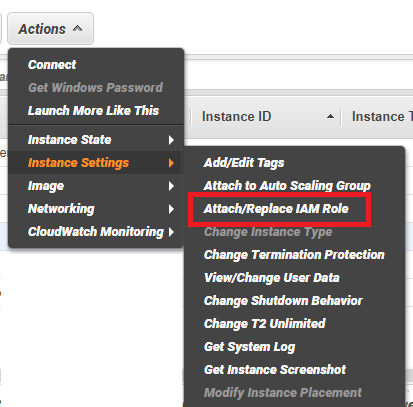 Actions
Connect
Get Windows Password
Launch More Like This
Instance State
Instance Settings
Image
Networking
CloudWatch Monitoring
Instance ID
Instance T
Add/Edit Tags
Attach to Auto Scaling Group
Attach/Replace IAM Role
Change Instance Type
Change Termination Protection
View/Change User Data
Change Shutdown Behavior
Change T2 Unlimited
Get System Log
Get Instance Screenshot
Modify Instance Placement